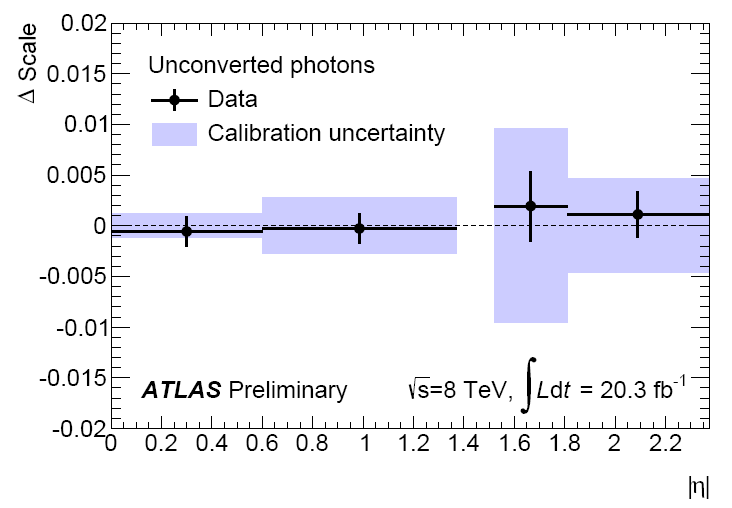 Δ Scale
0.02
0.015
0.01
0.005
0
-0.005
-0.01
-0.015
-0.02
Unconverted photons
Data
Calibration uncertainty
ATLAS Preliminary
√s=8 TeV, ∫Ldt = 20.3 fb⁻¹
0 0.2 0.4 0.6 0.8 1 1.2 1.4 1.6 1.8 2 2.2
|η|